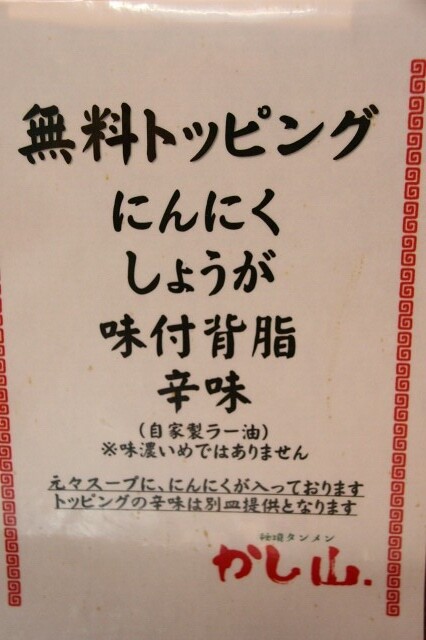 無料トッピング
にんにく
しょうが
味付背脂
辛味
(自家製ラー油)
※味濃いめではありません
元々スープに、にんにくが入っております
トッピングの辛味は別皿提供となります
タンメン
かし山.